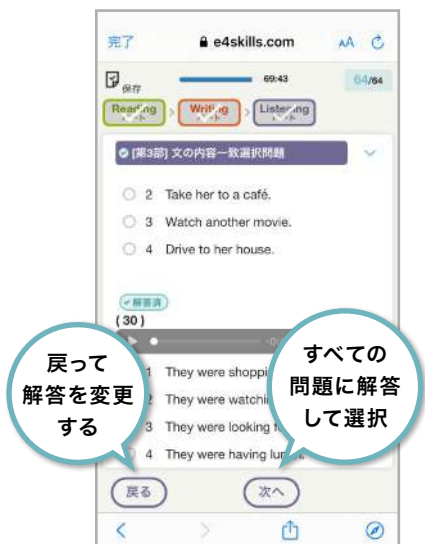 完了 e4skills.com AA
保存 69:43 64/64
Reading Writing Listening
[第3部] 文の内容一致選択問題
2 Take her to a café.
3 Watch another movie.
4 Drive to her house.
解答済
(30)
戻って
解答を変更
する
すべての
問題に解答
して選択
1 They were shoppi
2 They were watchi
3 They were looking
4 They were having lunch.
戻る 次へ